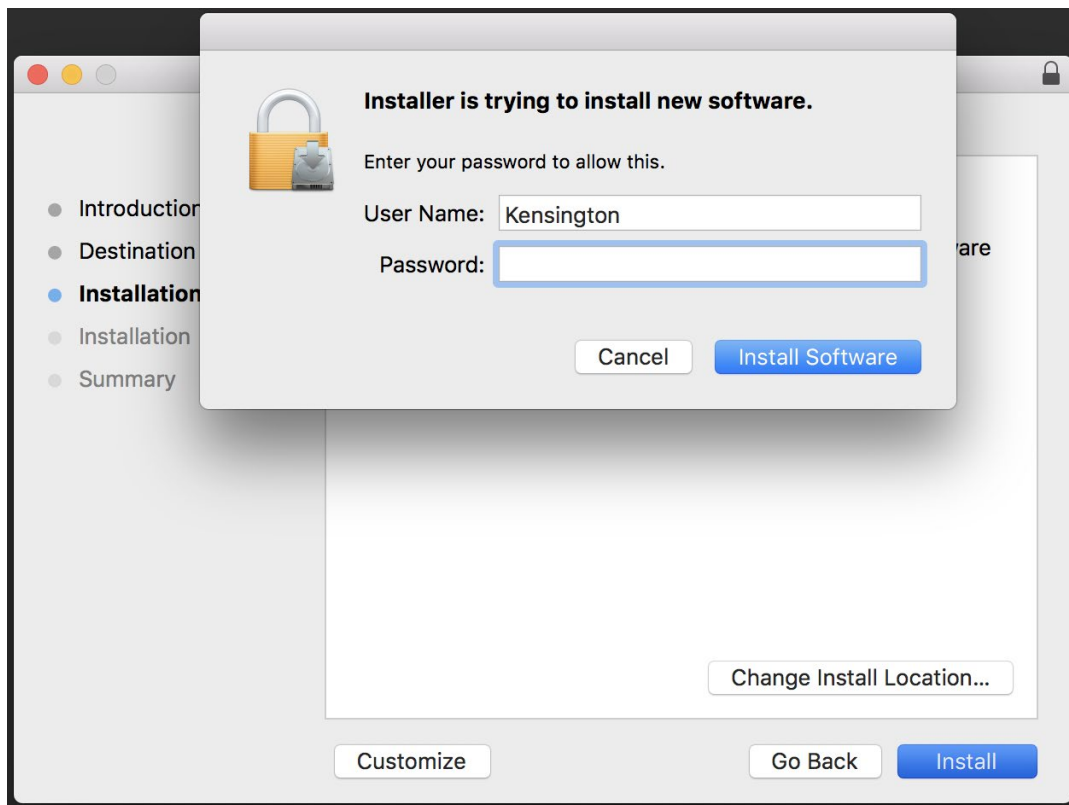 Installer is trying to install new software.
Enter your password to allow this.
User Name: Kensington
Password:
Cancel Install Software
Introduction
Destination
Installation
Installation
Summary
Change Install Location...
Customize Go Back Install